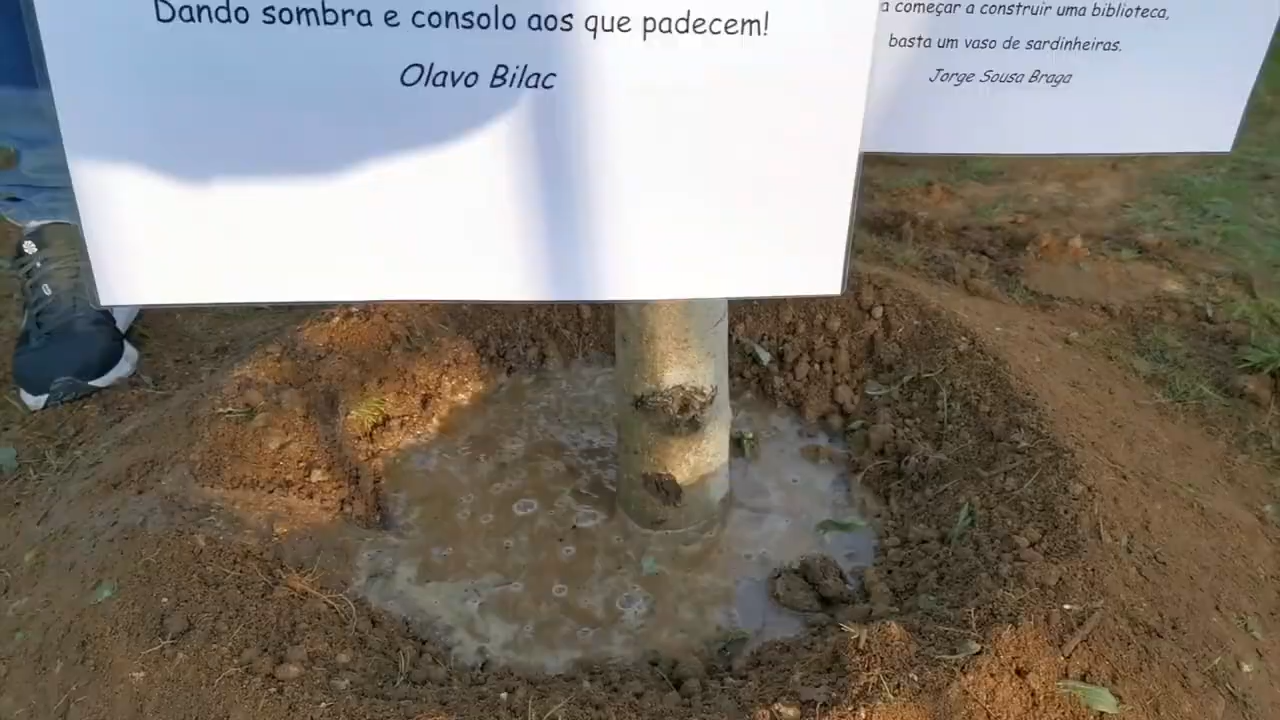 Dando sombra e consolo aos que padecem!
Olavo Bilac
a começar a construir uma biblioteca,
basta um vaso de sardinheiras.
Jorge Sousa Braga